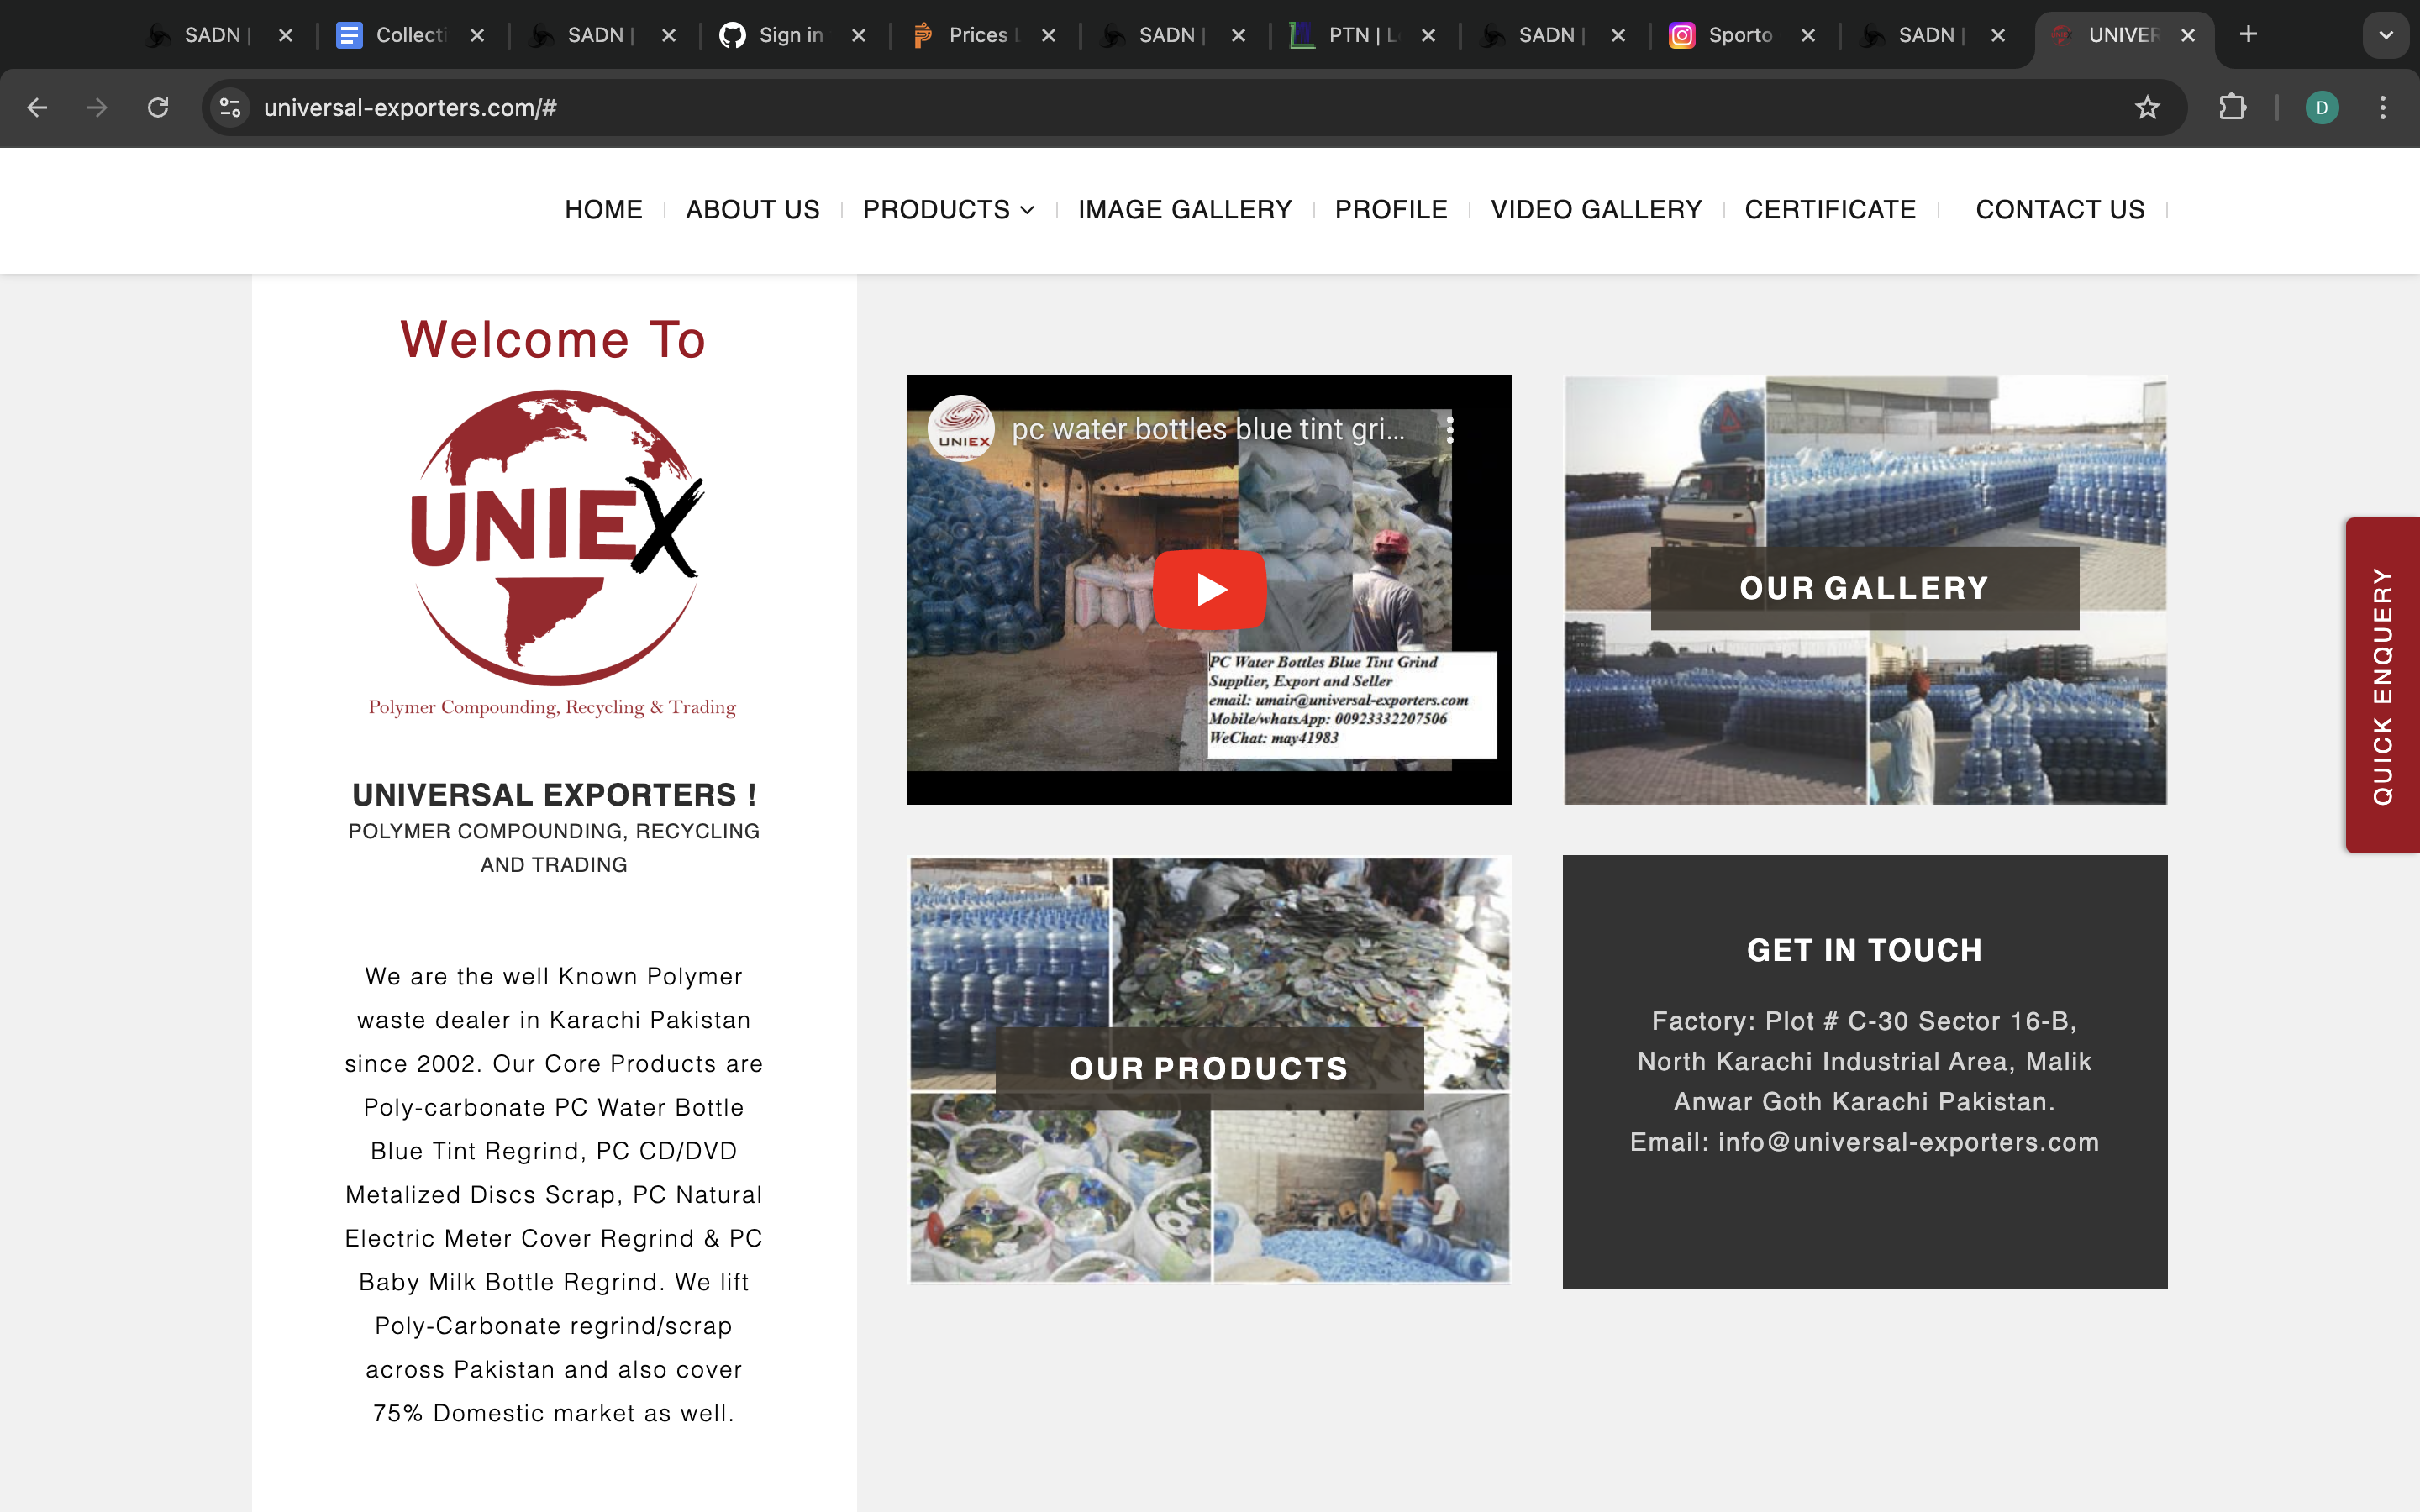 SADN |
Collecti
SADN |
Sign in
Prices L
SADN |
PTN | L
SADN |
Sporto
SADN |
UNIVER
universal-exporters.com/#
D
HOME
ABOUT US
PRODUCTS
IMAGE GALLERY
PROFILE
VIDEO GALLERY
CERTIFICATE
CONTACT US
Welcome To
UNIEX
Polymer Compounding, Recycling & Trading
UNIVERSAL EXPORTERS !
POLYMER COMPOUNDING, RECYCLING
AND TRADING
We are the well Known Polymer
waste dealer in Karachi Pakistan
since 2002. Our Core Products are
Poly-carbonate PC Water Bottle
Blue Tint Regrind, PC CD/DVD
Metalized Discs Scrap, PC Natural
Electric Meter Cover Regrind & PC
Baby Milk Bottle Regrind. We lift
Poly-Carbonate regrind/scrap
across Pakistan and also cover
75% Domestic market as well.
UNIEX
pc water bottles blue tint gri...
PC Water Bottles Blue Tint Grind
Supplier, Export and Seller
email: umair@universal-exporters.com
Mobile/whatsApp: 00923332207506
WeChat: may41983
OUR GALLERY
OUR PRODUCTS
GET IN TOUCH
Factory: Plot # C-30 Sector 16-B,
North Karachi Industrial Area, Malik
Anwar Goth Karachi Pakistan.
Email: info@universal-exporters.com
QUICK ENQUERY